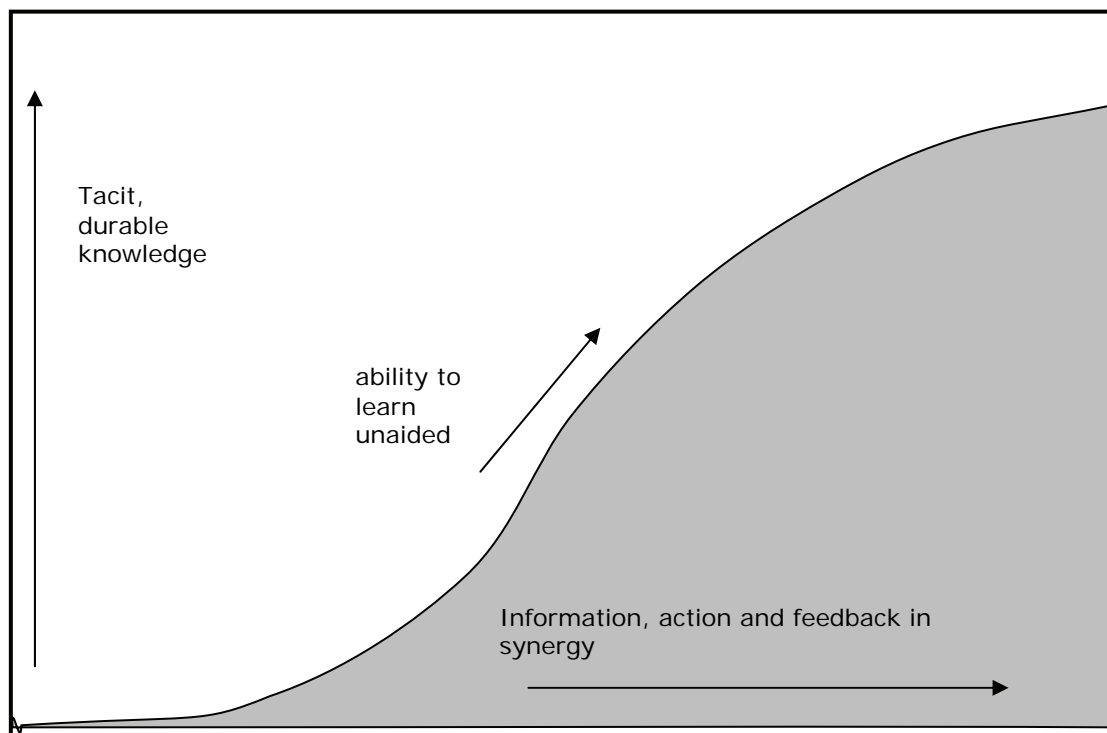 Tacit,
durable
knowledge
ability to
learn
unaided
Information, action and feedback in
synergy